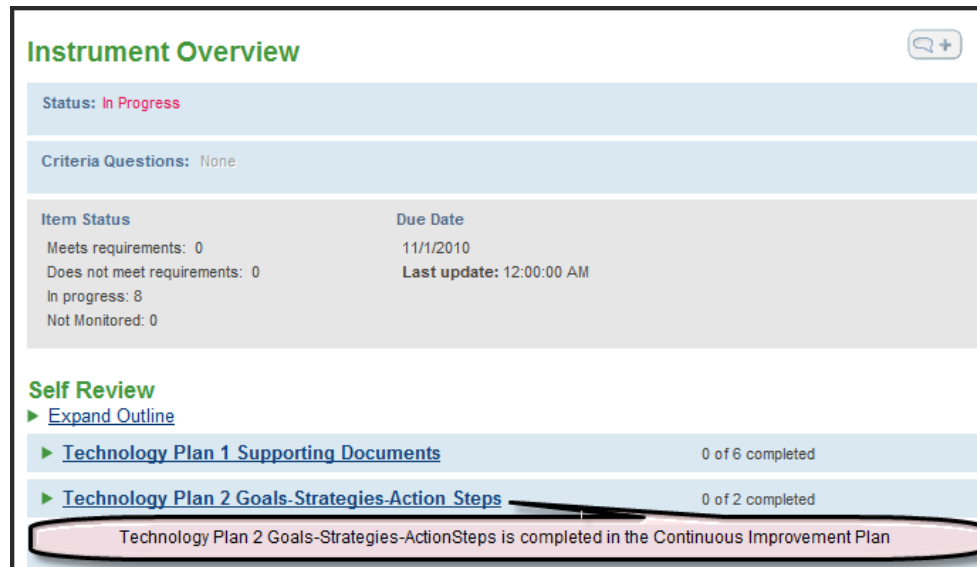 Instrument Overview
Status: In Progress
Criteria Questions: None
Item Status
Meets requirements: 0
Does not meet requirements: 0
In progress: 8
Not Monitored: 0
Due Date
11/1/2010
Last update: 12:00:00 AM
Self Review
Expand Outline
Technology Plan 1 Supporting Documents 0 of 6 completed
Technology Plan 2 Goals-Strategies-Action Steps 0 of 2 completed
Technology Plan 2 Goals-Strategies-ActionSteps is completed in the Continuous Improvement Plan